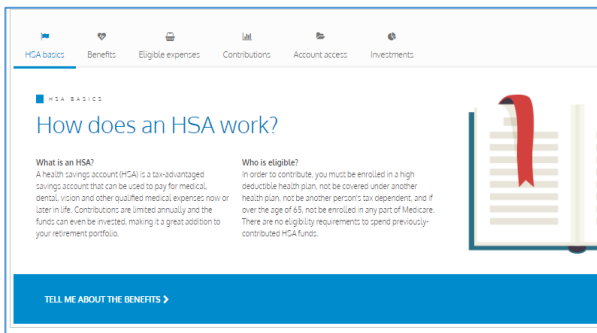 HSA basics Benefits Eligible expenses Contributions Account access Investments
HSA BASICS
How does an HSA work?
What is an HSA?
A health savings account (HSA) is a tax-advantaged
savings account that can be used to pay for medical,
dental, vision and other qualified medical expenses now or
later in life. Contributions are limited annually and the
funds can even be invested, making it a great addition to
your retirement portfolio.
Who is eligible?
In order to contribute, you must be enrolled in a high
deductible health plan, not be covered under another
health plan, not be another person's tax dependent, and if
over the age of 65, not be enrolled in any part of Medicare.
There are no eligibility requirements to spend previously-
contributed HSA funds.
TELL ME ABOUT THE BENEFITS